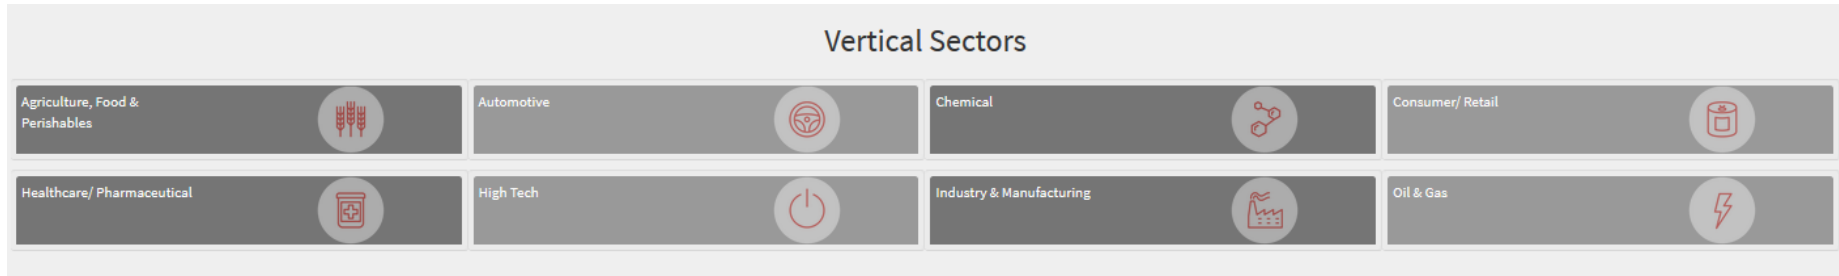 Vertical Sectors
Agriculture, Food &
Perishables
Automotive
Chemical
Consumer/ Retail
Healthcare/ Pharmaceutical
High Tech
Industry & Manufacturing
Oil & Gas